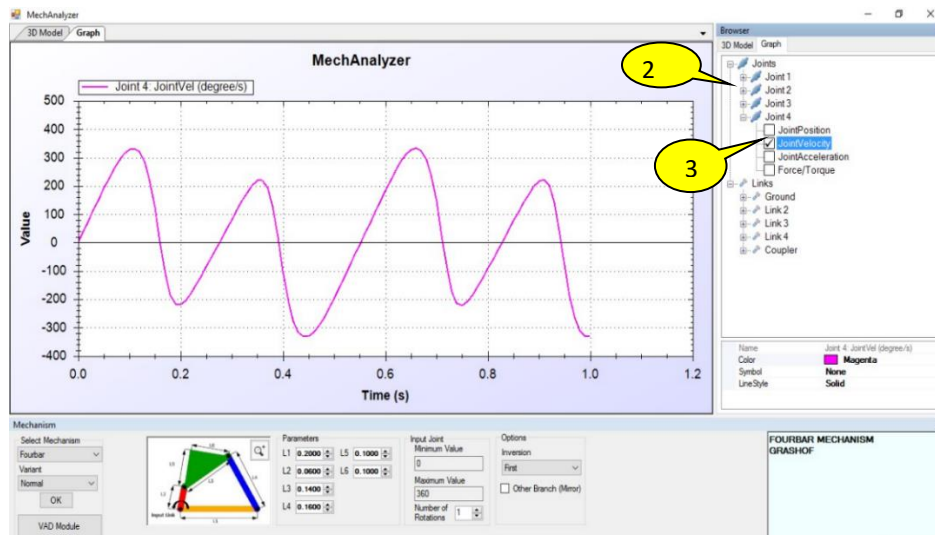 MechAnalyzer
3D Model Graph
MechAnalyzer
Joint 4: JointVel (degree/s)
Value
500
400
300
200
100
0
-100
-200
-300
-400
0.0 0.2 0.4 0.6 0.8 1.0 1.2
Time (s)
Browser
3D Model Graph
Joints
Joint 1
Joint 2
Joint 3
Joint 4
JointPosition
JointVelocity
JointAcceleration
Force/Torque
Links
Ground
Link 2
Link 3
Link 4
Coupler
2
3
Name Joint 4: JointVel (degree/s)
Color Magenta
Symbol None
LineStyle Solid
Mechanism
Select Mechanism
Fourbar
Variant
Normal
OK
VAD Module
Input Link
Parameters
L1 0.2000 L5 0.1000
L2 0.0600 L6 0.1000
L3 0.1400
L4 0.1600
Input Joint
Minimum Value
0
Maximum Value
360
Number of
Rotations 1
Options
Inversion
First
Other Branch (Mirror)
FOURBAR MECHANISM
GRASHOF